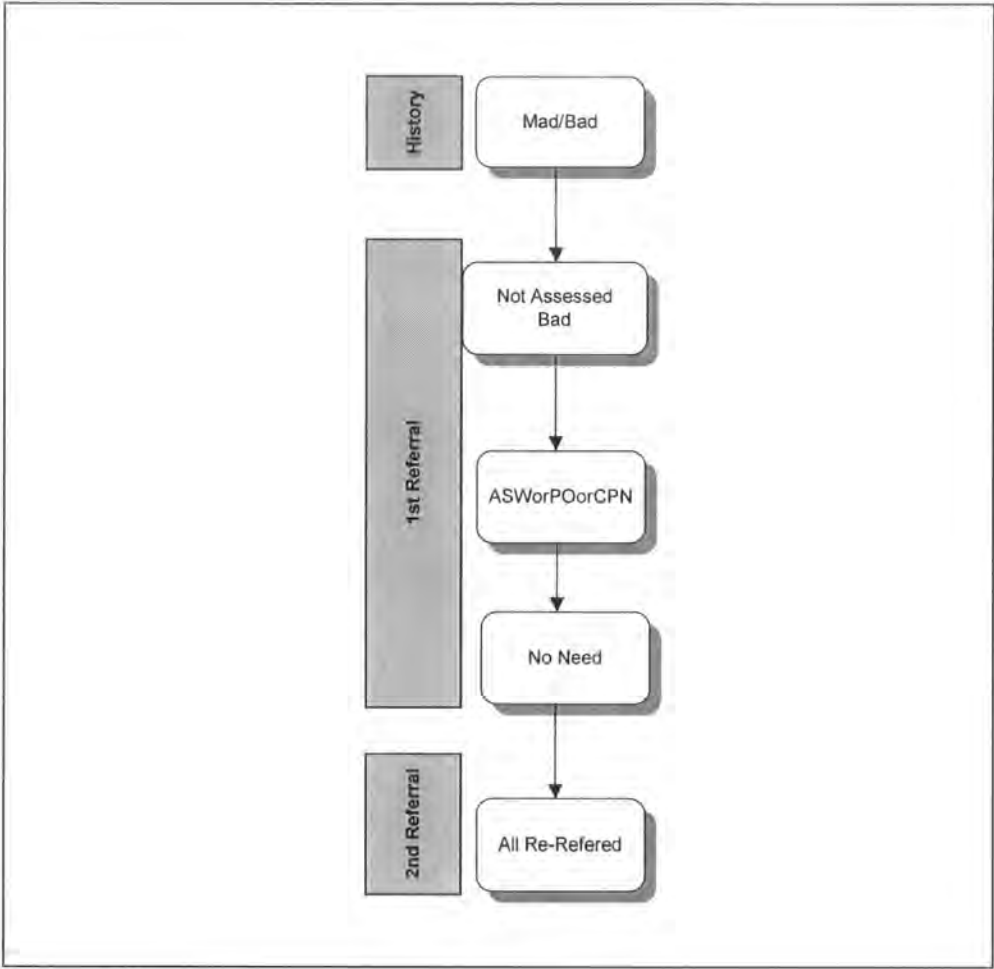 History
Mad/Bad
1st Referral
Not Assessed
Bad
ASWorPOorCPN
No Need
2nd Referral
All Re-Refered